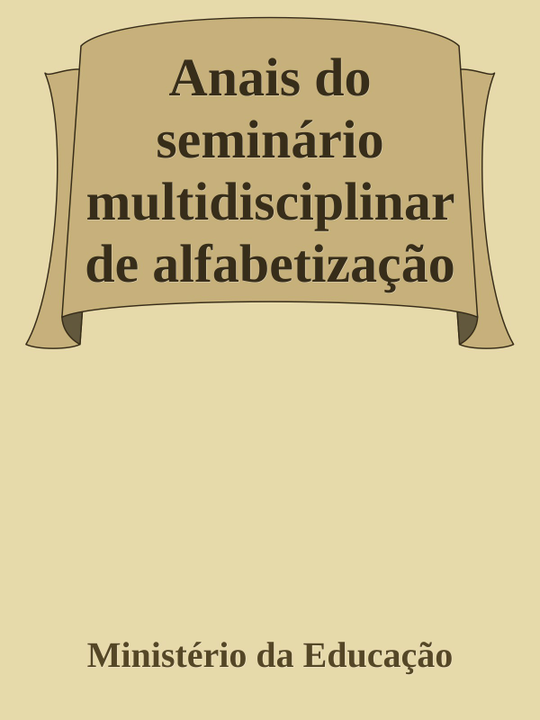 Anais do
seminário
multidisciplinar
de alfabetização
Ministério da Educação